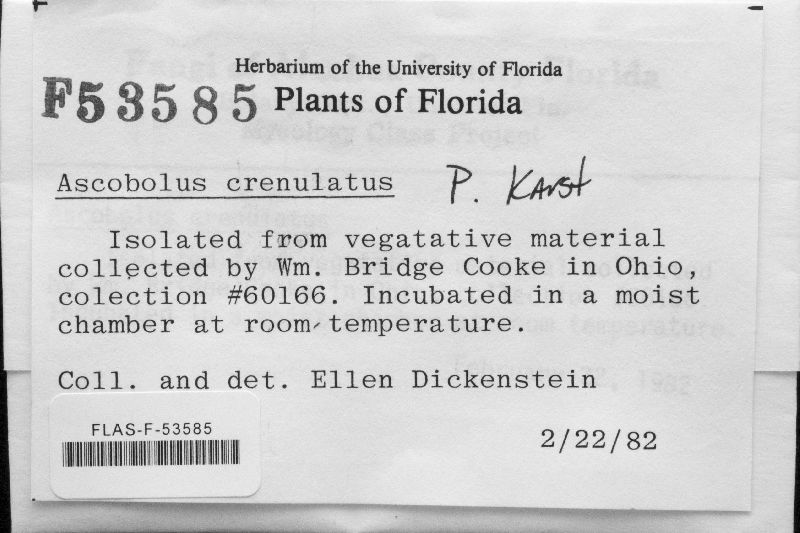 Herbarium of the University of Florida
F53585 Plants of Florida
Ascobolus crenulatus P. Karst
Isolated from vegatative material
collected by Wm. Bridge Cooke in Ohio,
colection #60166. Incubated in a moist
chamber at room temperature.
Coll. and det. Ellen Dickenstein
FLAS-F-53585
2/22/82